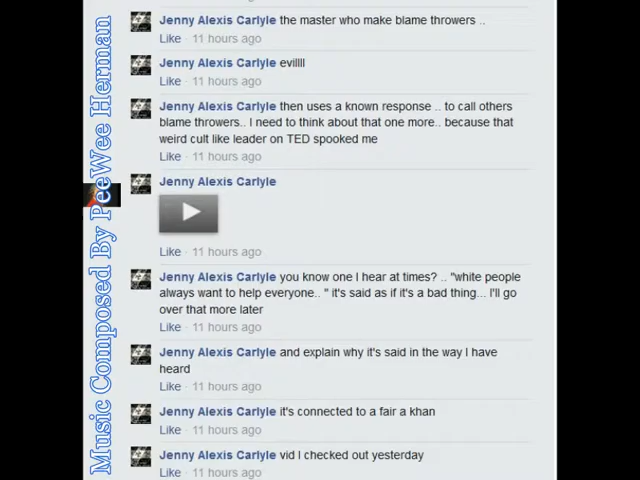 Jenny Alexis Carlyle the master who make blame throwers ..
Like · 11 hours ago
Jenny Alexis Carlyle evillll
Like · 11 hours ago
Jenny Alexis Carlyle then uses a known response .. to call others
blame throwers.. I need to think about that one more.. because that
weird cult like leader on TED spooked me
Like · 11 hours ago
Jenny Alexis Carlyle
Like · 11 hours ago
Jenny Alexis Carlyle you know one I hear at times? .. "white people
always want to help everyone.. " it's said as if it's a bad thing... I'll go
over that more later
Like · 11 hours ago
Jenny Alexis Carlyle and explain why it's said in the way I have
heard
Like · 11 hours ago
Jenny Alexis Carlyle it's connected to a fair a khan
Like · 11 hours ago
Jenny Alexis Carlyle vid I checked out yesterday
Like · 11 hours ago
Music Composed By PeeWee Herman